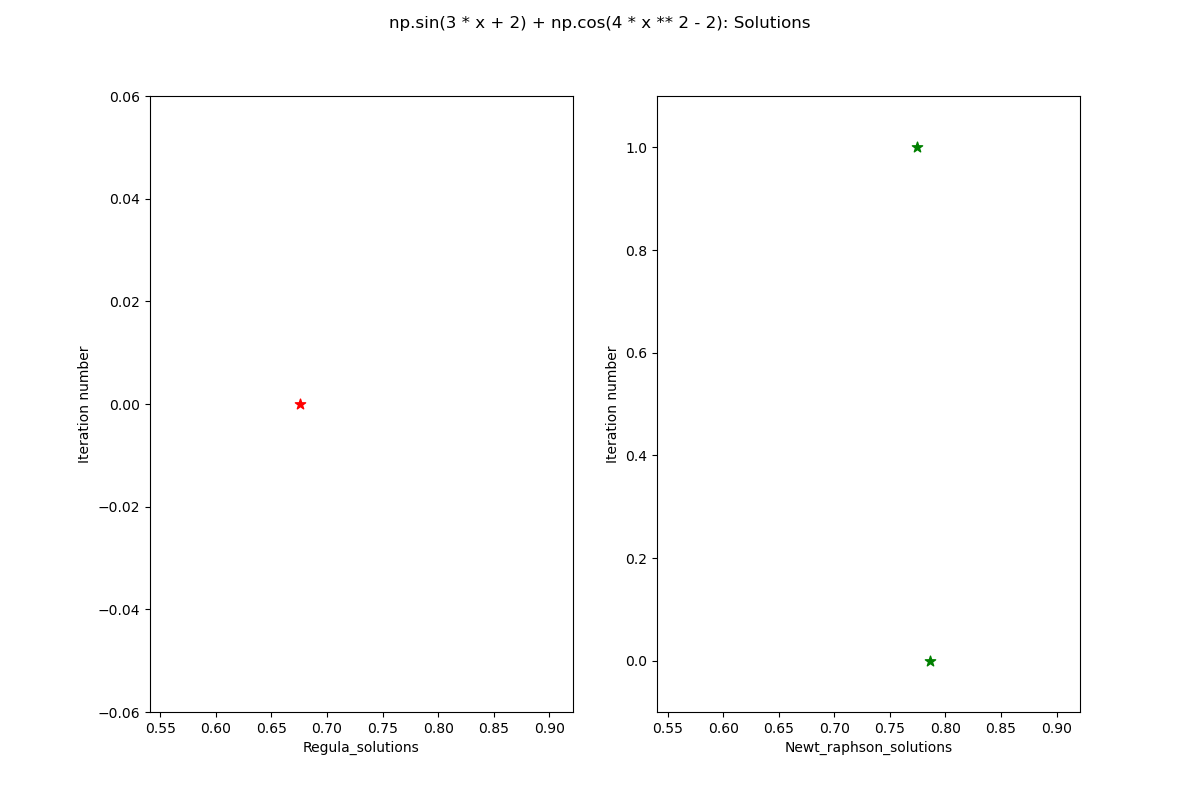 np.sin(3 * x + 2) + np.cos(4 * x ** 2 - 2): Solutions
0.06
0.04
0.02
0.00
−0.02
−0.04
−0.06
Iteration number
0.55 0.60 0.65 0.70 0.75 0.80 0.85 0.90
Regula_solutions
1.0
0.8
0.6
0.4
0.2
0.0
Iteration number
0.55 0.60 0.65 0.70 0.75 0.80 0.85 0.90
Newt_raphson_solutions